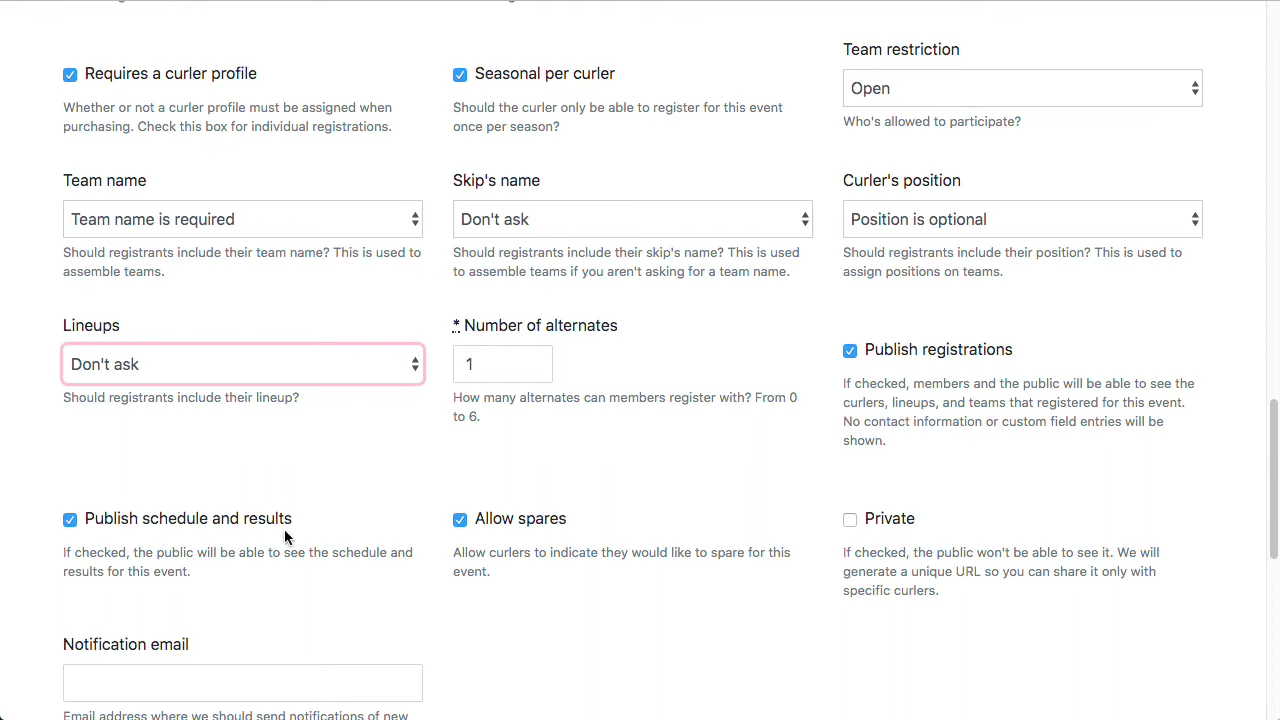 Team restriction
Requires a curler profile
Seasonal per curler
Open
Whether or not a curler profile must be assigned when
purchasing. Check this box for individual registrations.
Should the curler only be able to register for this event
once per season?
Who's allowed to participate?
Team name
Skip's name
Curler's position
Team name is required
Don't ask
Position is optional
Should registrants include their team name? This is used to
assemble teams.
Should registrants include their skip's name? This is used
to assemble teams if you aren't asking for a team name.
Should registrants include their position? This is used to
assign positions on teams.
Lineups
* Number of alternates
Publish registrations
Don't ask
1
Should registrants include their lineup?
How many alternates can members register with? From 0
to 6.
If checked, members and the public will be able to see the
curlers, lineups, and teams that registered for this event.
No contact information or custom field entries will be
shown.
Publish schedule and results
Allow spares
Private
If checked, the public will be able to see the schedule and
results for this event.
Allow curlers to indicate they would like to spare for this
event.
If checked, the public won't be able to see it. We will
generate a unique URL so you can share it only with
specific curlers.
Notification email
Email address where we should send notifications of new